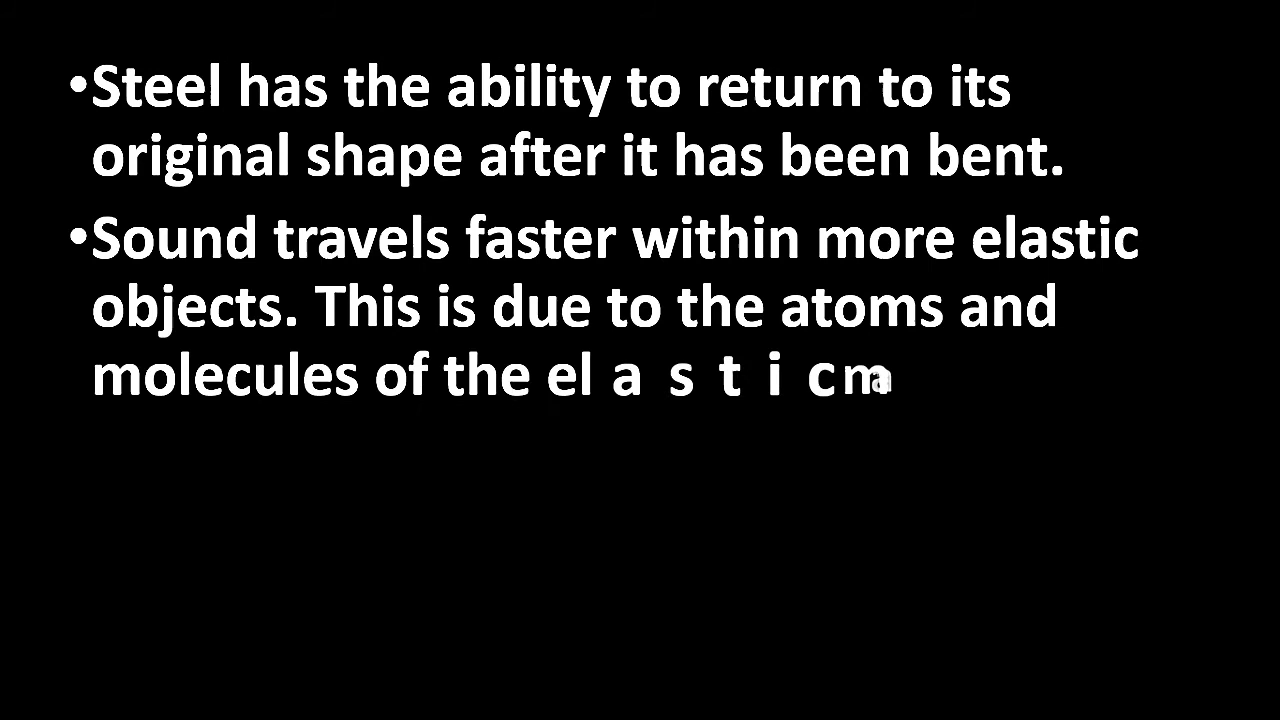 •Steel has the ability to return to its
original shape after it has been bent.
•Sound travels faster within more elastic
objects. This is due to the atoms and
molecules of the elastic